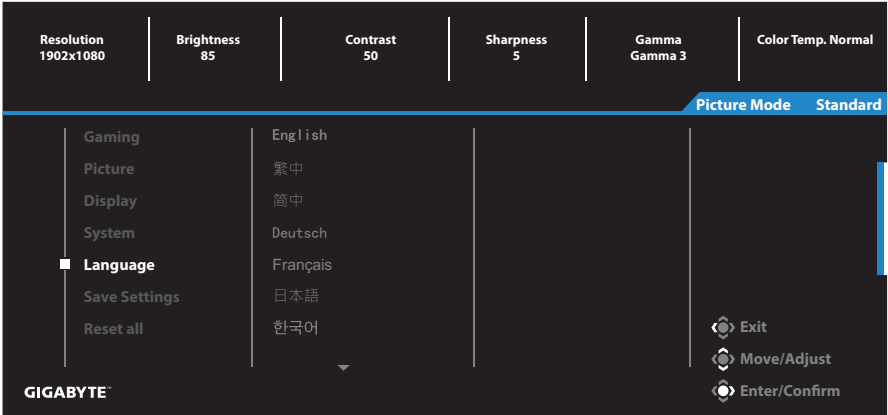 Resolution Brightness Contrast Sharpness Gamma Color Temp. Normal
1902x1080 85 50 5 Gamma 3
Picture Mode Standard
Gaming English
Picture 繁中
Display 简中
System Deutsch
Language Français
Save Settings 日本語
Reset all 한국어
Exit
Move/Adjust
GIGABYTE™ Enter/Confirm